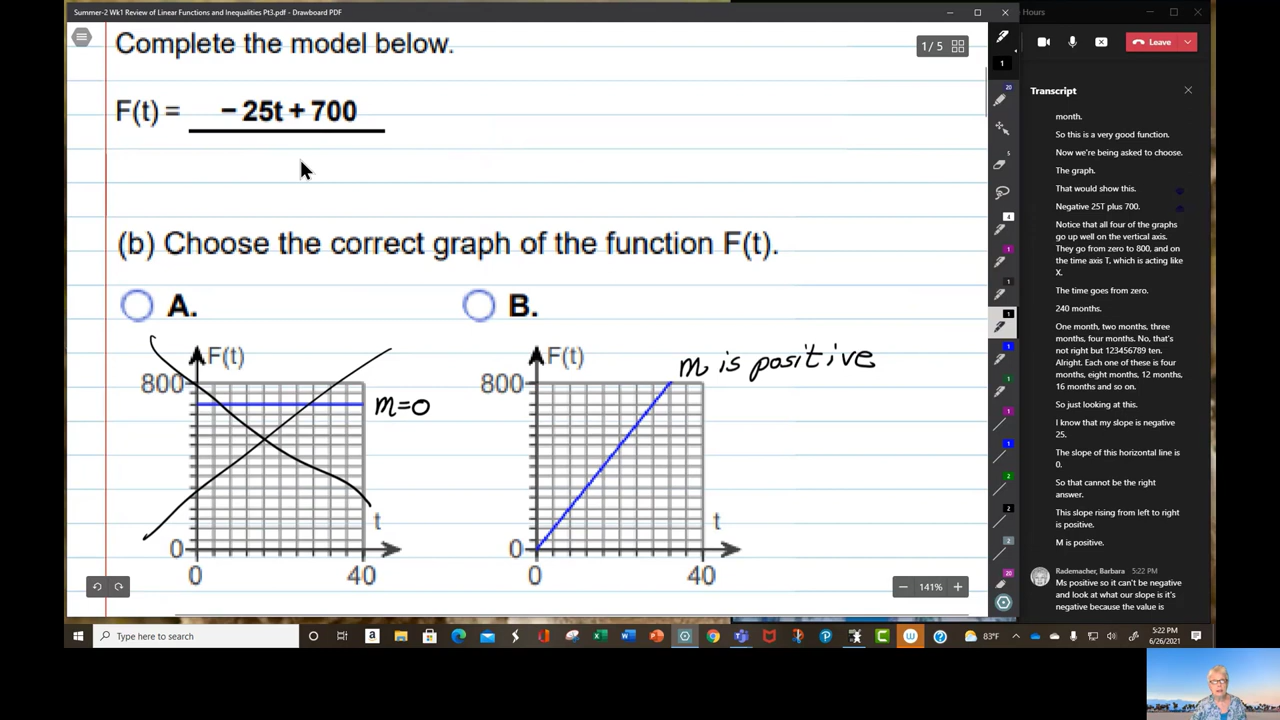 Summer-2 Wk1 Review of Linear Functions and Inequalities Pt3.pdf - Drawboard PDF
Hours
Complete the model below.
1/5
1
Leave
F(t) = − 25t + 700
(b) Choose the correct graph of the function F(t).
A.
B.
F(t)
800
m=0
t
0
0
40
F(t)
800
m is positive
t
0
0
40
141%
Transcript
month.
So this is a very good function.
Now we're being asked to choose.
The graph.
That would show this.
Negative 25T plus 700.
Notice that all four of the graphs
go up well on the vertical axis.
They go from zero to 800, and on
the time axis T, which is acting like
X.
The time goes from zero.
240 months.
One month, two months, three
months, four months. No, that's
not right but 123456789 ten.
Alright. Each one of these is four
months, eight months, 12 months,
16 months and so on.
So just looking at this.
I know that my slope is negative
25.
The slope of this horizontal line is
0.
So that cannot be the right
answer.
This slope rising from left to right
is positive.
M is positive.
Rademacher, Barbara 5:22 PM
Ms positive so it can't be negative
and look at what our slope is it's
negative because the value is
Type here to search
83°F
5:22 PM
6/26/2021